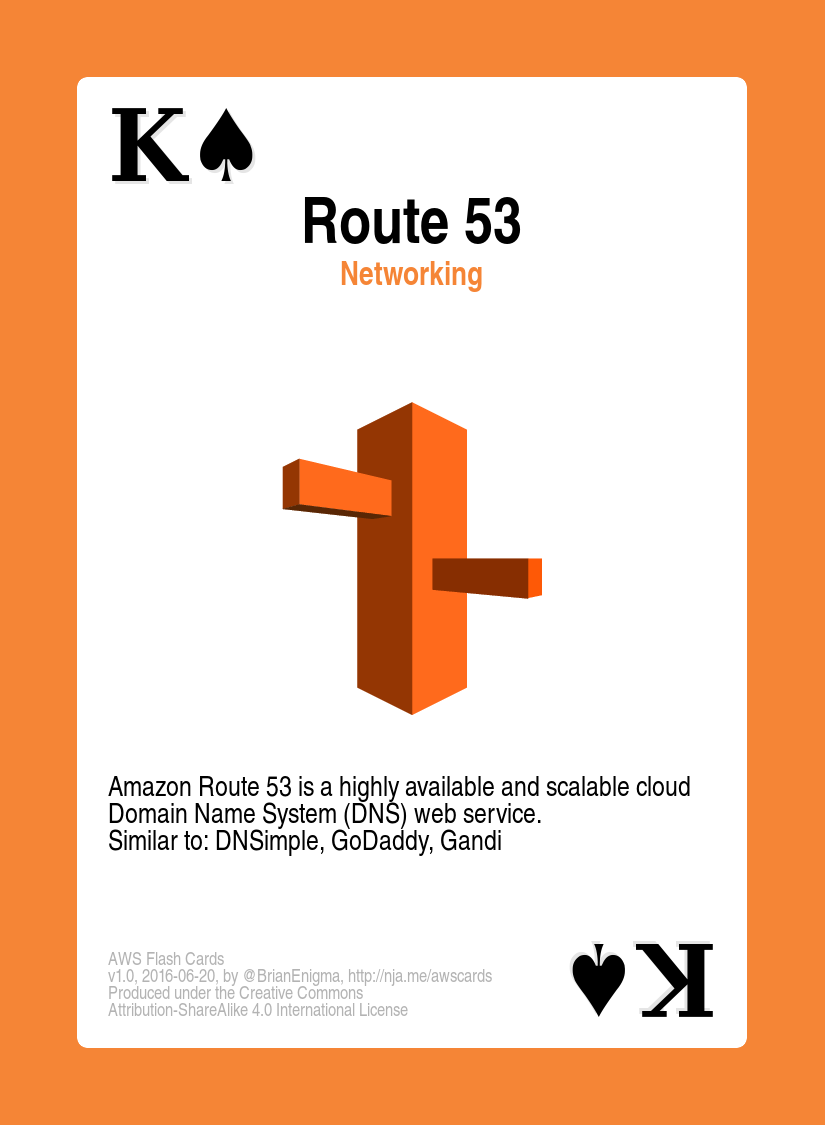 K♠
Route 53
Networking
Amazon Route 53 is a highly available and scalable cloud
Domain Name System (DNS) web service.
Similar to: DNSimple, GoDaddy, Gandi
AWS Flash Cards
v1.0, 2016-06-20, by @BrianEnigma, http://nja.me/awscards
Produced under the Creative Commons
Attribution-ShareAlike 4.0 International License
K♠